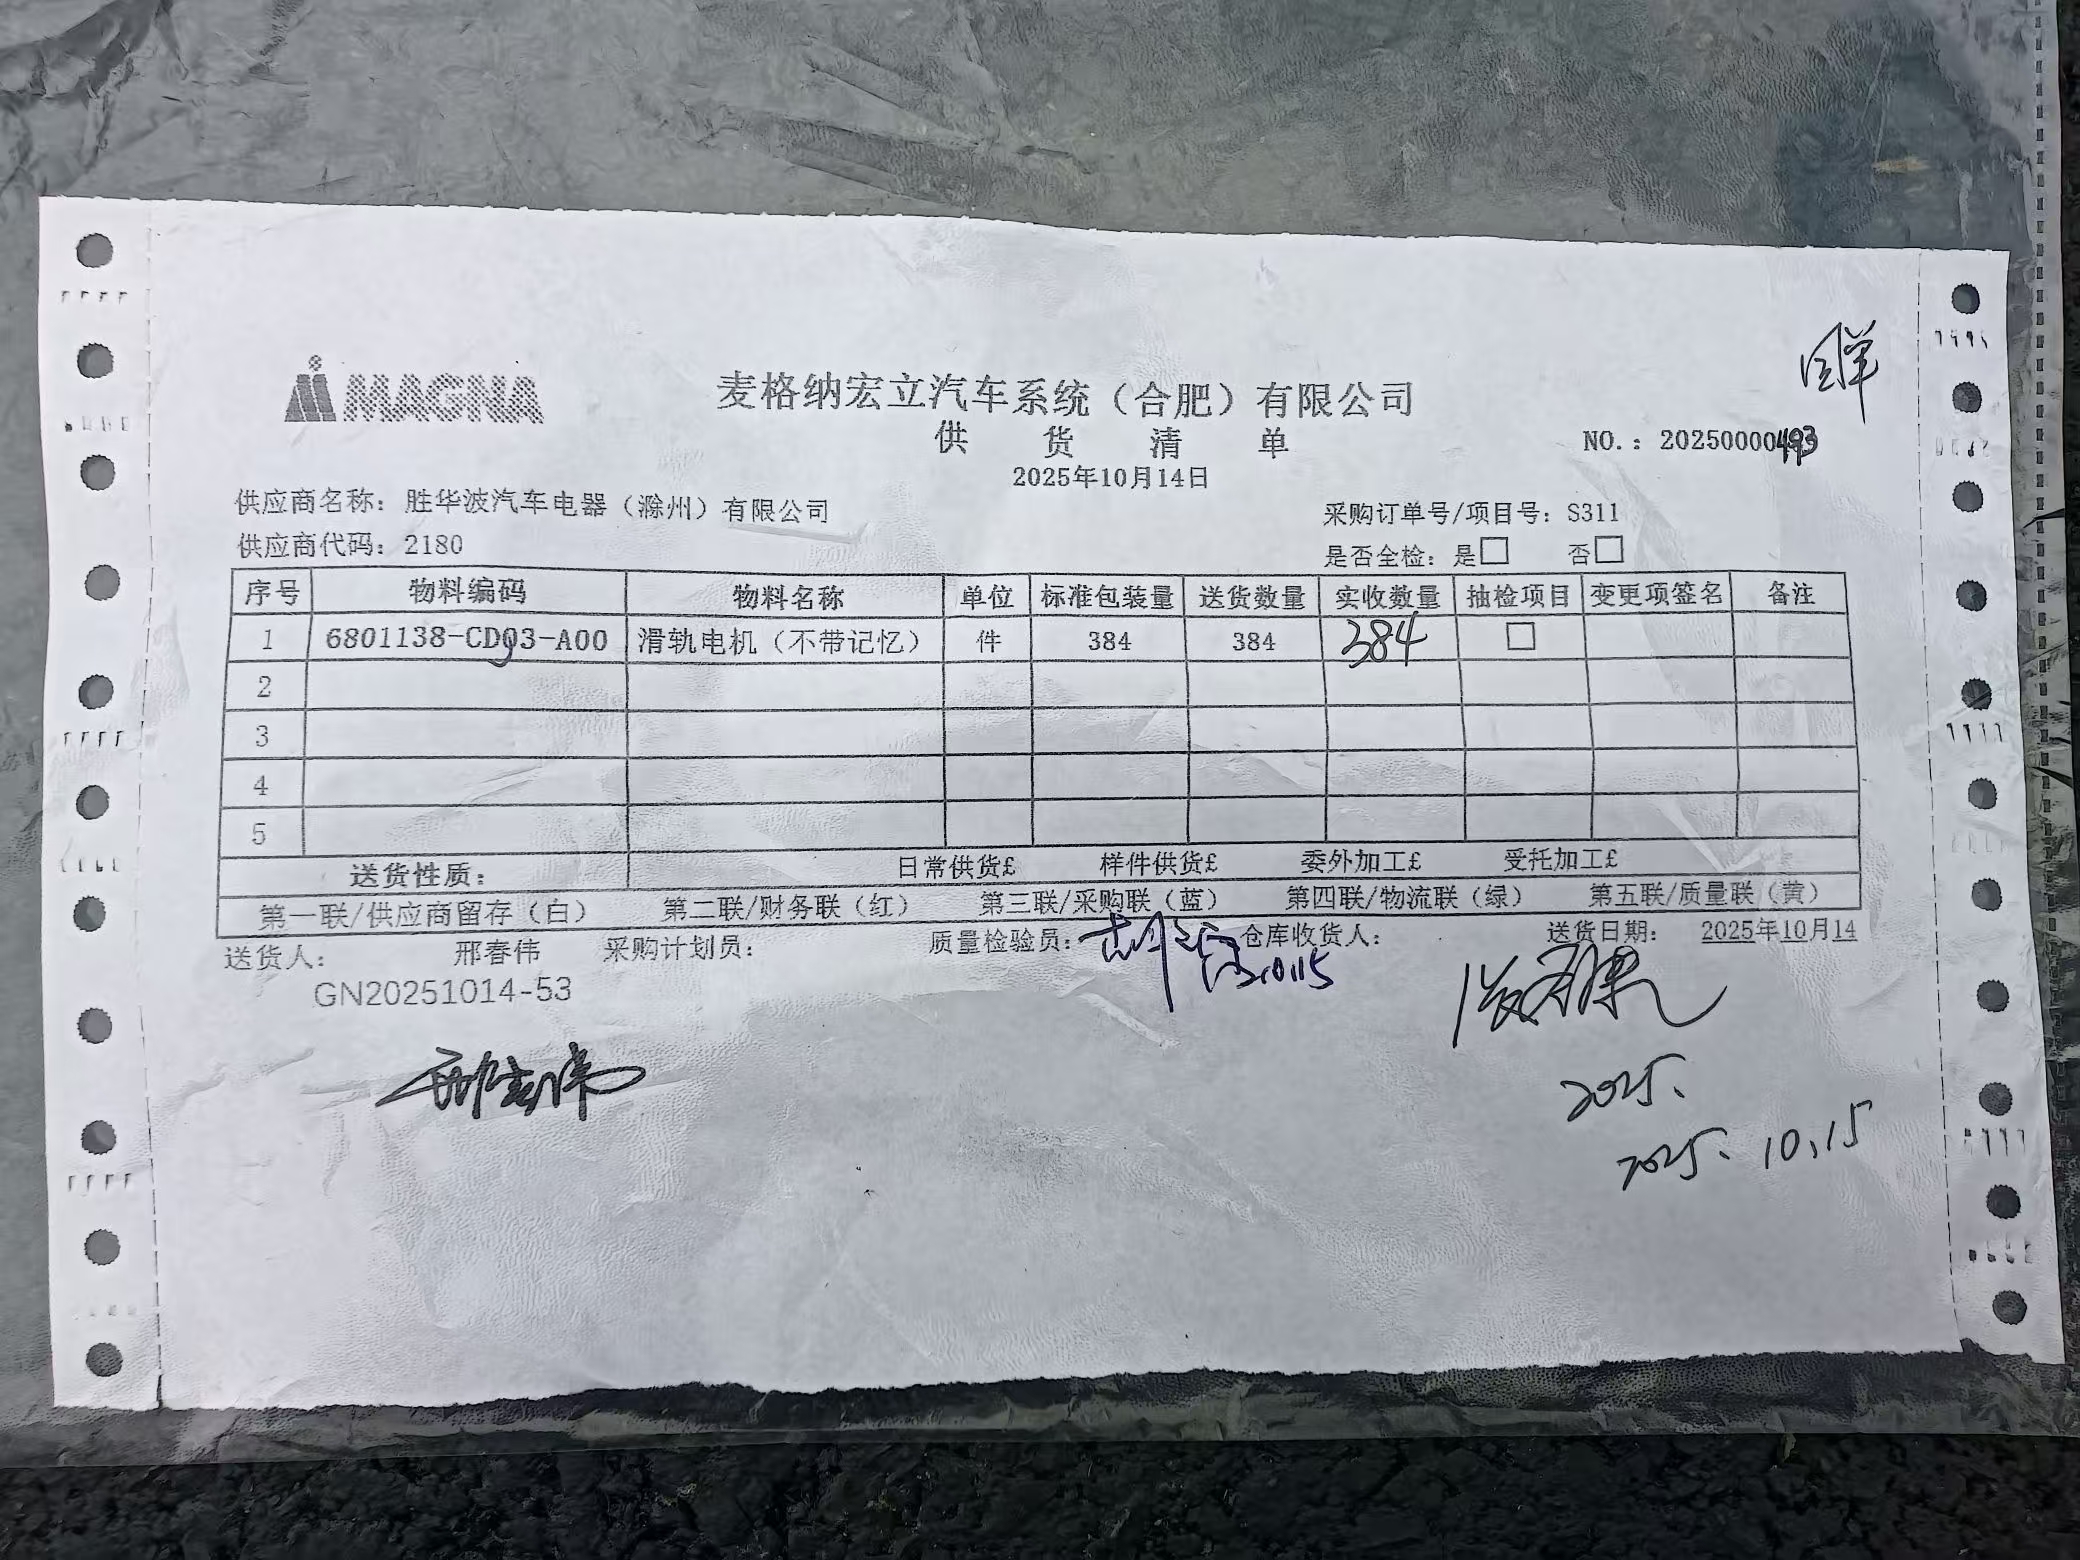 回单
MAGNA
麦格纳宏立汽车系统（合肥）有限公司
供货清单
NO.: 20250000493
2025年10月14日
供应商名称: 胜华波汽车电器（滁州）有限公司 采购订单号/项目号: S311
供应商代码: 2180 是否全检: 是□ 否□
序号 物料编码 物料名称 单位 标准包装量 送货数量 实收数量 抽检项目 变更项签名 备注
1 6801138-CD03-A00 滑轨电机（不带记忆） 件 384 384 384 □
2
3
4
5
送货性质: 日常供货£ 样件供货£ 委外加工£ 受托加工£
第一联/供应商留存（白） 第二联/财务联（红） 第三联/采购联（蓝） 第四联/物流联（绿） 第五联/质量联（黄）
送货人: 邢春伟 采购计划员: 质量检验员: 仓库收货人: 送货日期: 2025年10月14
GN20251014-53
邢春伟
2025.
2025.10.15